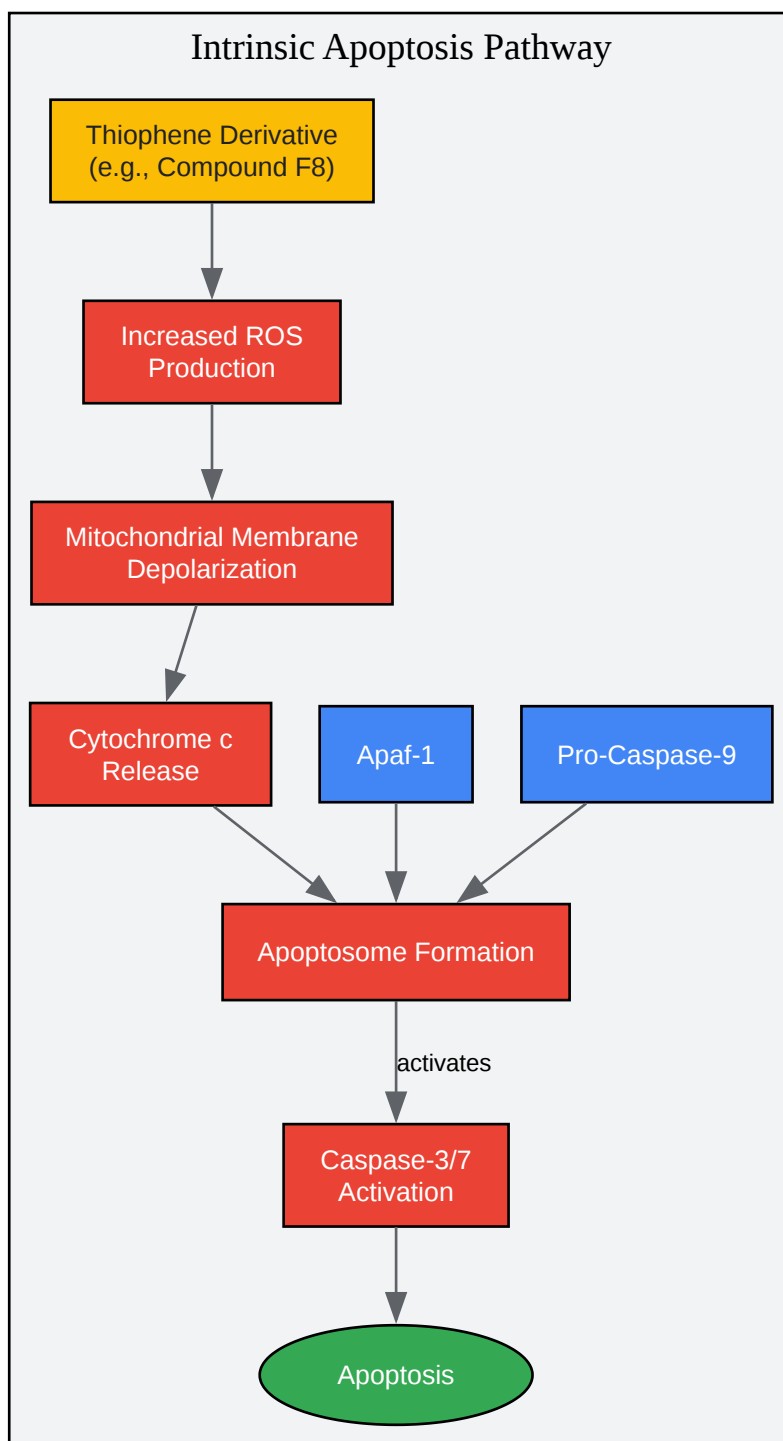 Intrinsic Apoptosis Pathway
Thiophene Derivative
(e.g., Compound F8)
Increased ROS
Production
Mitochondrial Membrane
Depolarization
Cytochrome c
Release
Apaf-1
Pro-Caspase-9
Apoptosome Formation
activates
Caspase-3/7
Activation
Apoptosis